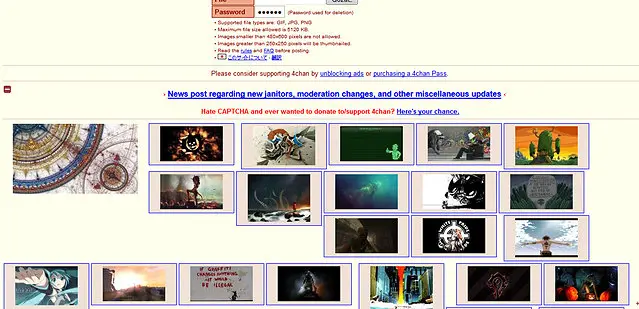 Password
(Password used for deletion)
• Supported file types are: GIF, JPG, PNG
• Maximum file size allowed is 5120 KB.
• Images smaller than 480x600 pixels are not allowed.
• Images greater than 250x250 pixels will be thumbnailed.
• Read the rules and FAQ before posting.
• このサイトについて - 翻訳
Please consider supporting 4chan by unblocking ads or purchasing a 4chan Pass.
News post regarding new janitors, moderation changes, and other miscellaneous updates
Hate CAPTCHA and ever wanted to donate to/support 4chan? Here's your chance.
IF GRAFFITI
CHANGES ANYTHING
IT WOULD
BE ILLEGAL